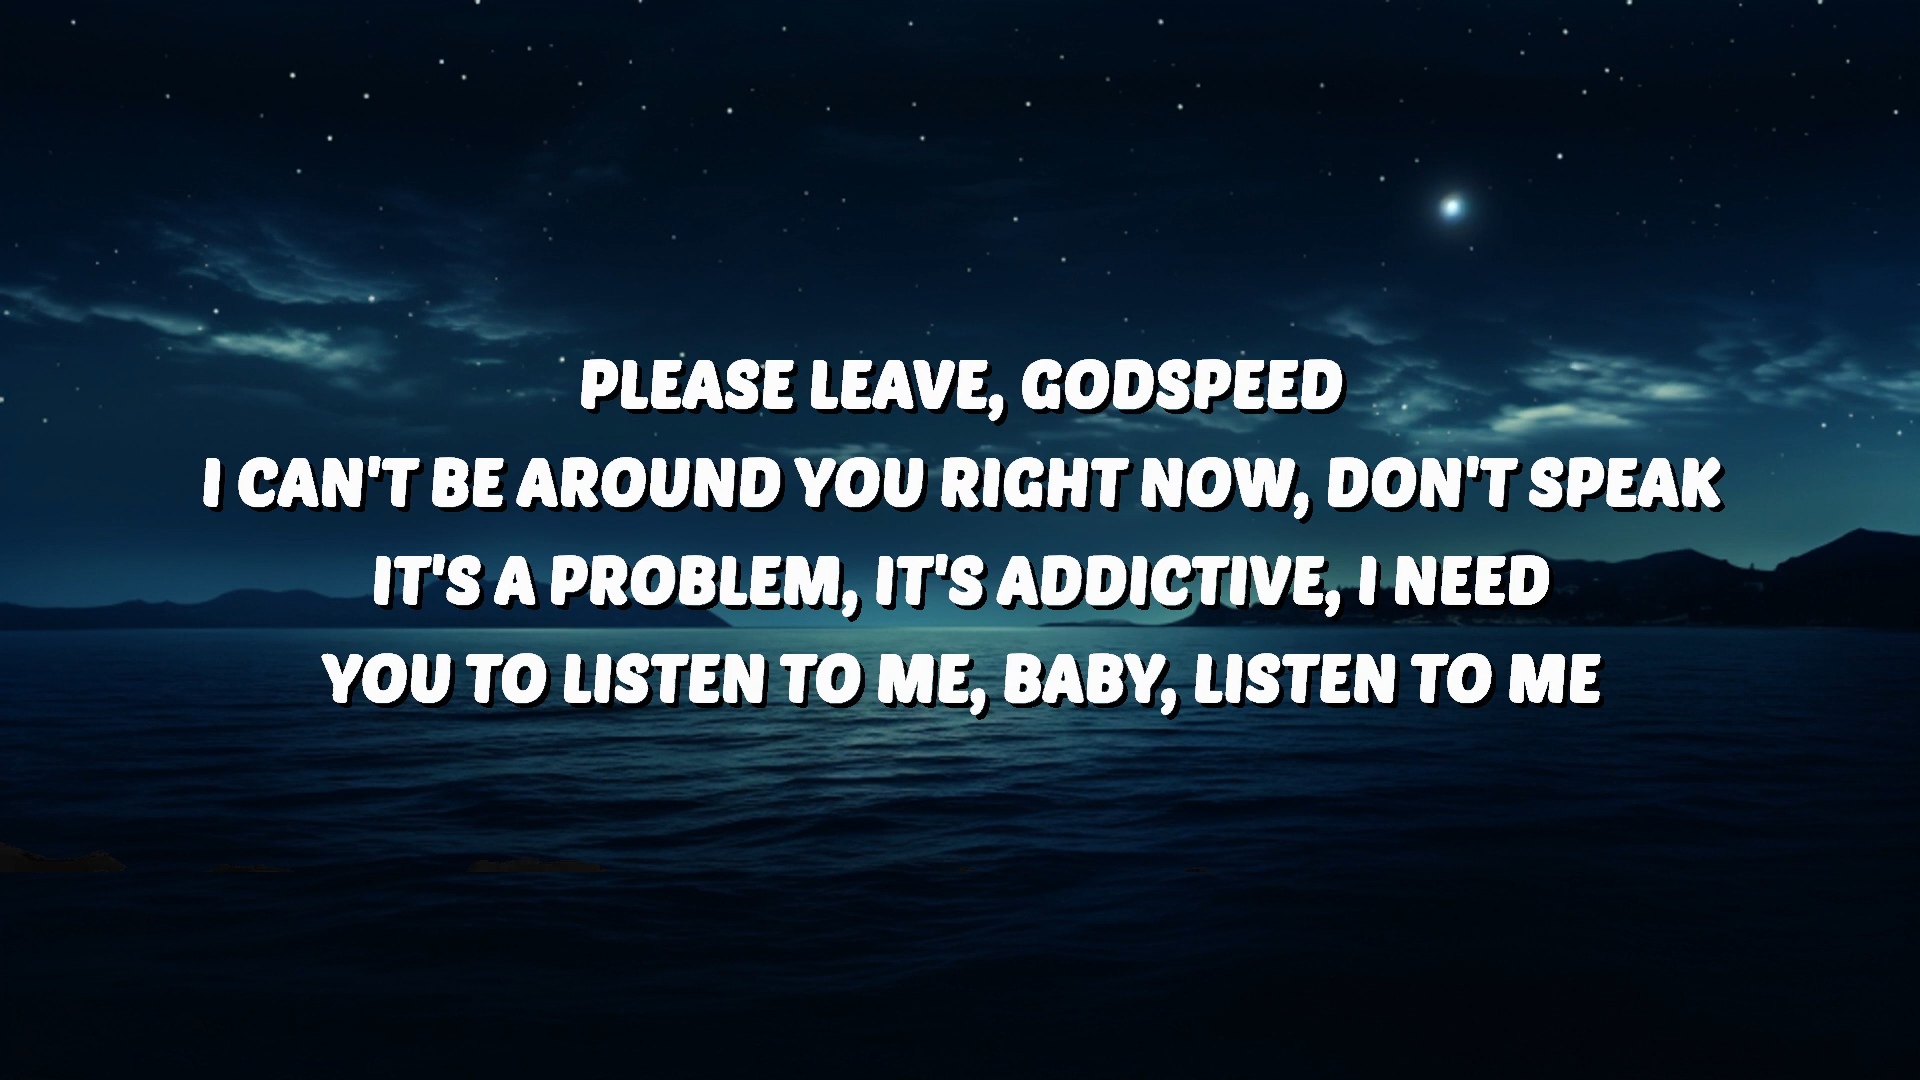 PLEASE LEAVE, GODSPEED
I CAN'T BE AROUND YOU RIGHT NOW, DON'T SPEAK
IT'S A PROBLEM, IT'S ADDICTIVE, I NEED
YOU TO LISTEN TO ME, BABY, LISTEN TO ME